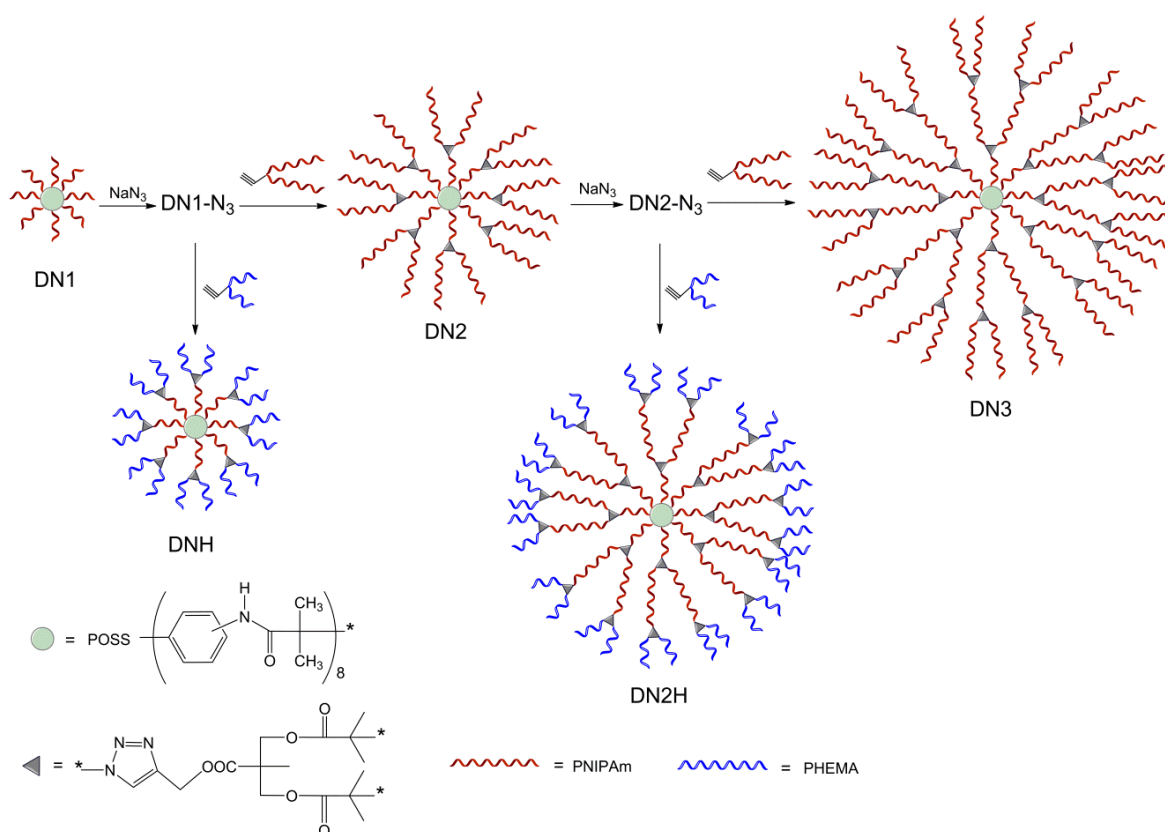 NaN3
DN1-N3
NaN3
DN2-N3
DN1
DN2
DN3
DNH
DN2H
= POSS
H
N
O
CH3
CH3
*
8
=
*
N
N
N
OOC
O
O
O
O
*
*
= PNIPAm
= PHEMA